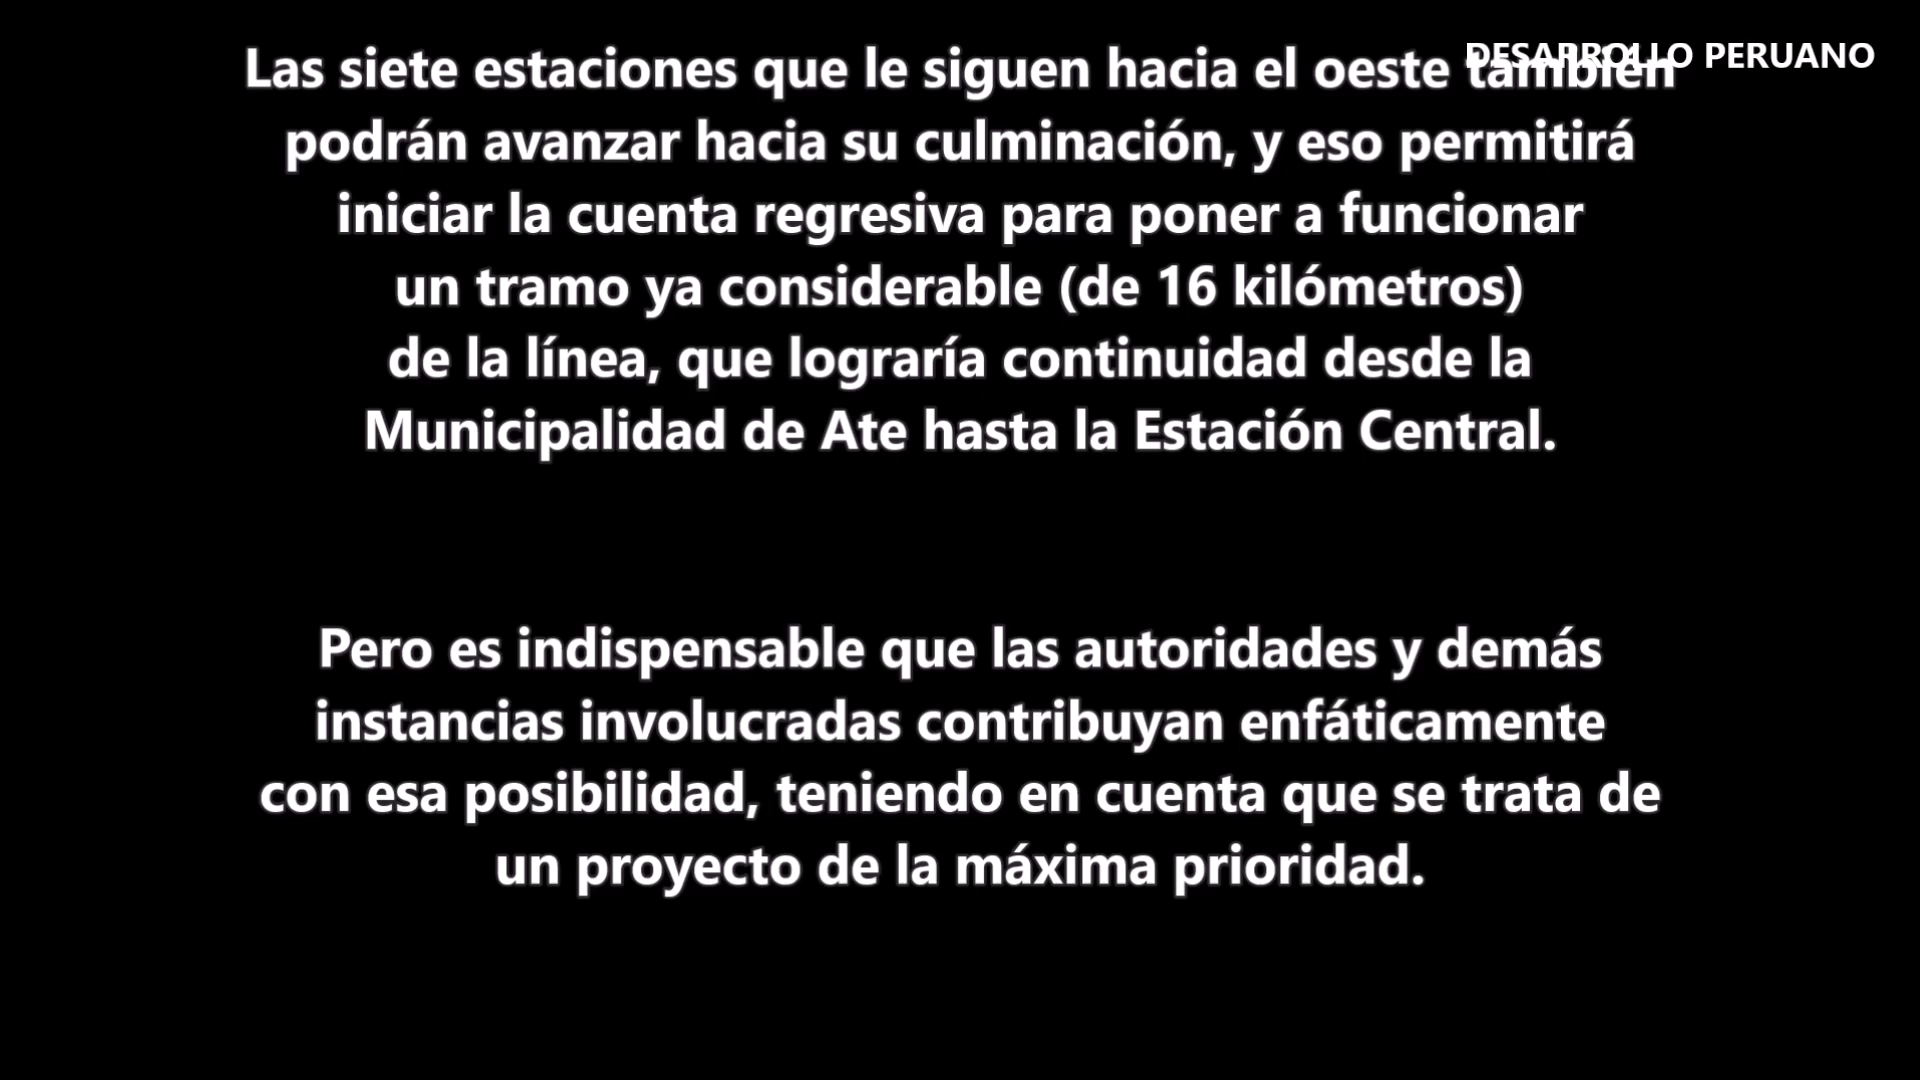 Las siete estaciones que le siguen hacia el oeste también
DESARROLLO PERUANO
podrán avanzar hacia su culminación, y eso permitirá
iniciar la cuenta regresiva para poner a funcionar
un tramo ya considerable (de 16 kilómetros)
de la línea, que lograría continuidad desde la
Municipalidad de Ate hasta la Estación Central.
Pero es indispensable que las autoridades y demás
instancias involucradas contribuyan enfáticamente
con esa posibilidad, teniendo en cuenta que se trata de
un proyecto de la máxima prioridad.